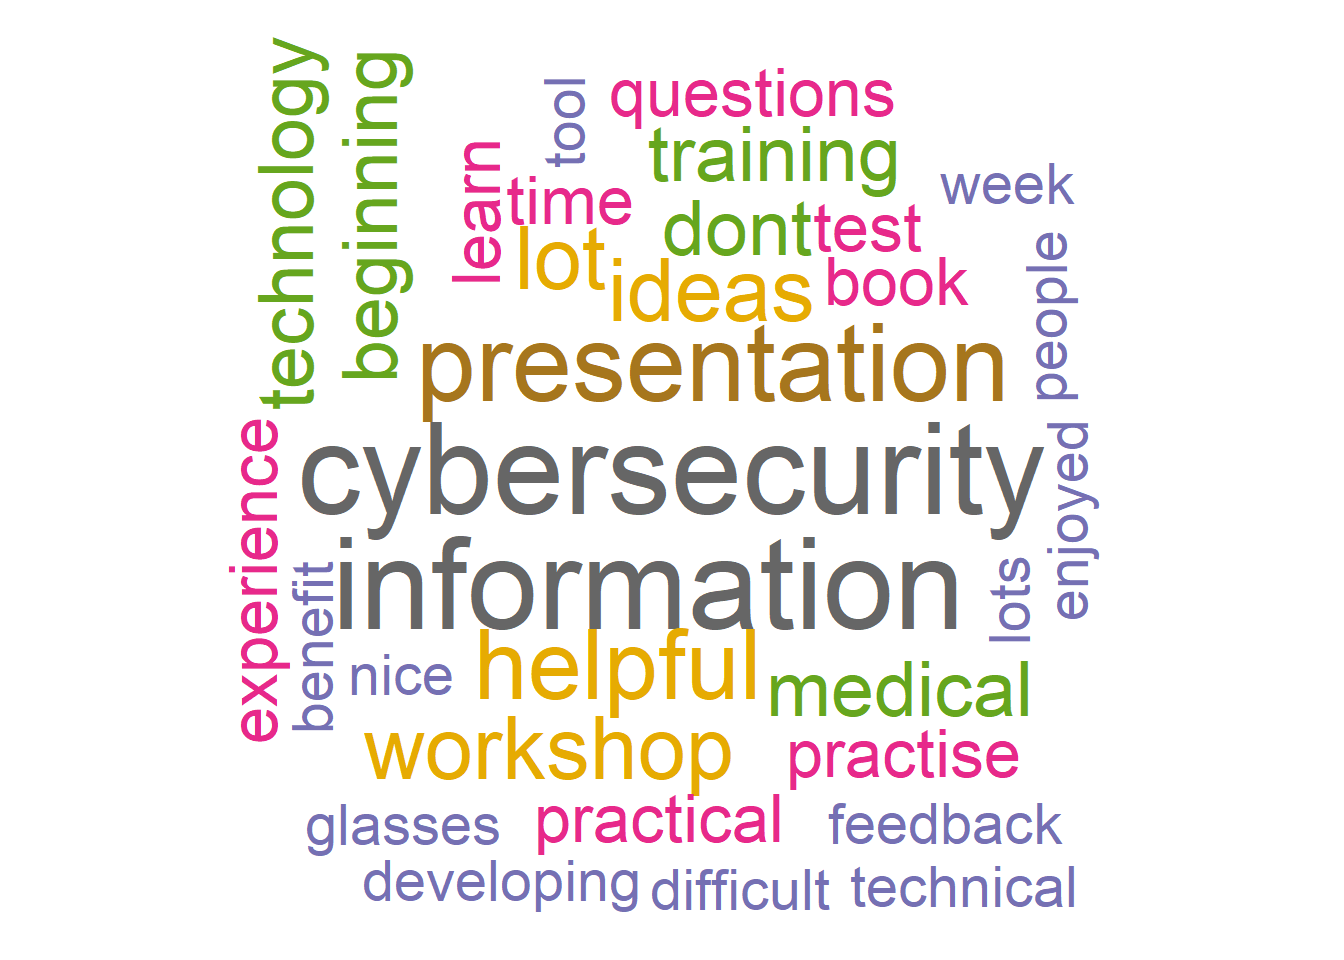 technology
beginning
tool
questions
learn
training
time
week
dont
test
lot
ideas
book
people
presentation
experience
cybersecurity
enjoyed
information
benefit
lots
nice
helpful
medical
workshop
practise
glasses
practical
feedback
developing
difficult
technical